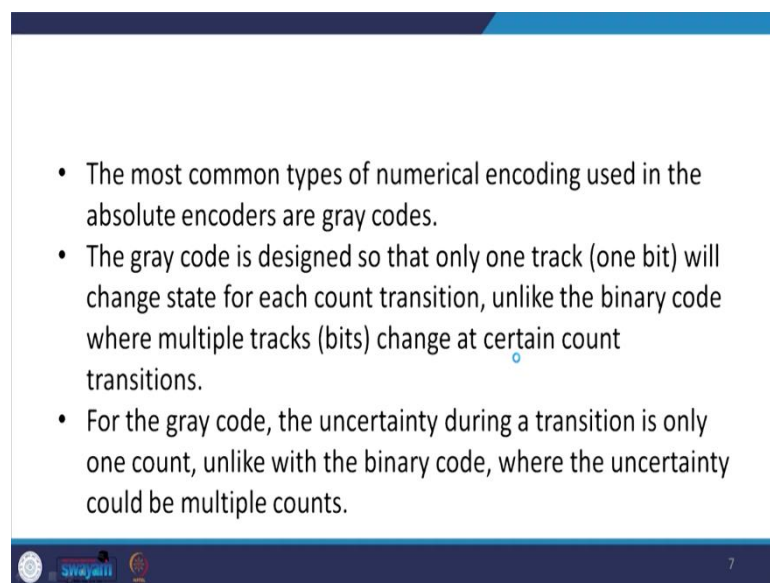 • The most common types of numerical encoding used in the
absolute encoders are gray codes.
• The gray code is designed so that only one track (one bit) will
change state for each count transition, unlike the binary code
where multiple tracks (bits) change at certain count
transitions.
• For the gray code, the uncertainty during a transition is only
one count, unlike with the binary code, where the uncertainty
could be multiple counts.
swayam
7